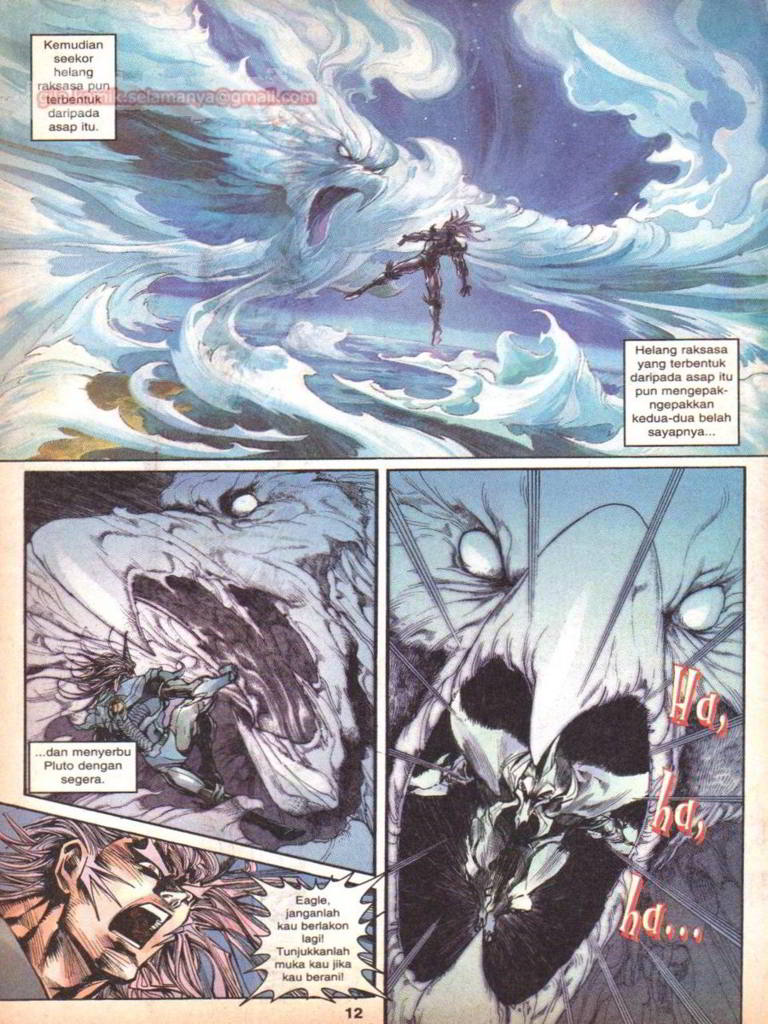 Kemudian
seekor
helang
raksasa pun
terbentuk
daripada
asap itu.
Helang raksasa
yang terbentuk
daripada asap itu
pun mengepak-
ngepakkan
kedua-dua belah
sayapnya...
...dan menyerbu
Pluto dengan
segera.
Ha,
ha,
ha...
Eagle,
janganlah
kau berlakon
lagi!
Tunjukkanlah
muka kau jika
kau berani!
12